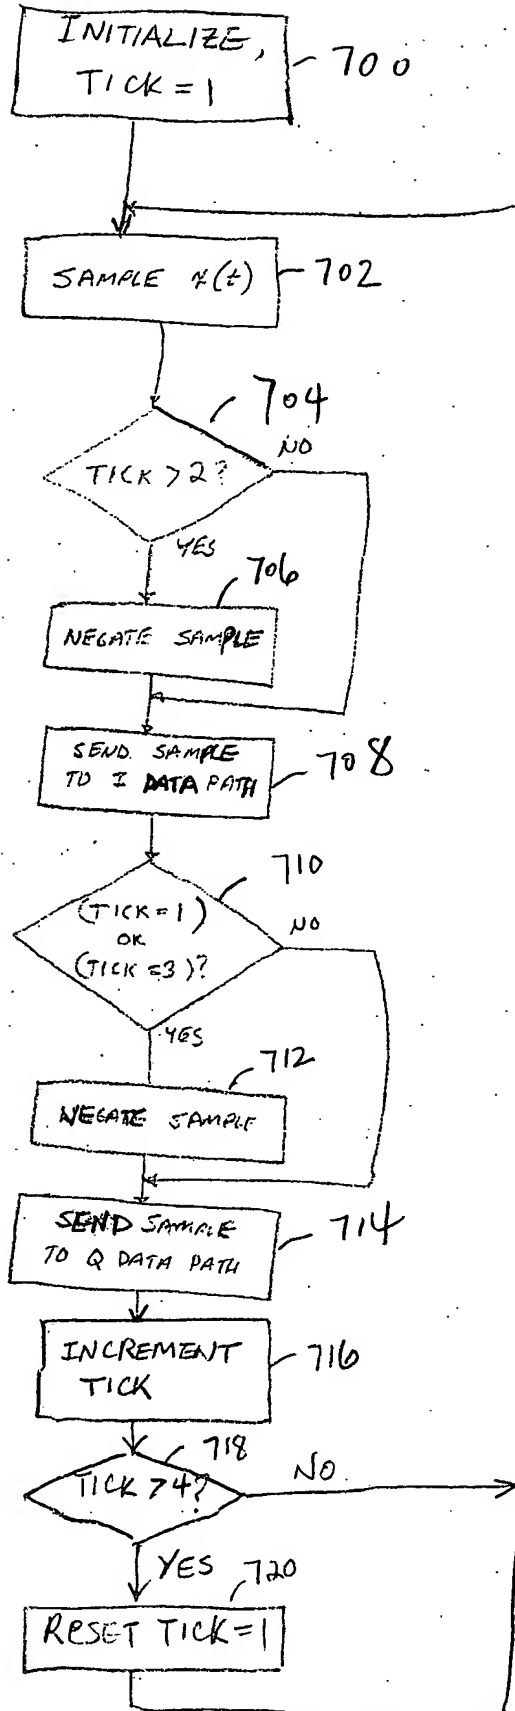 INITIALIZE,
TICK = 1
700
SAMPLE x(t)
702
704
TICK > 2?
NO
YES
706
NEGATE SAMPLE
SEND SAMPLE
TO I DATA PATH
708
710
(TICK = 1)
OR
(TICK = 3)?
NO
YES
712
NEGATE SAMPLE
SEND SAMPLE
TO Q DATA PATH
714
INCREMENT
TICK
716
718
TICK > 4?
NO
YES
720
RESET TICK = 1